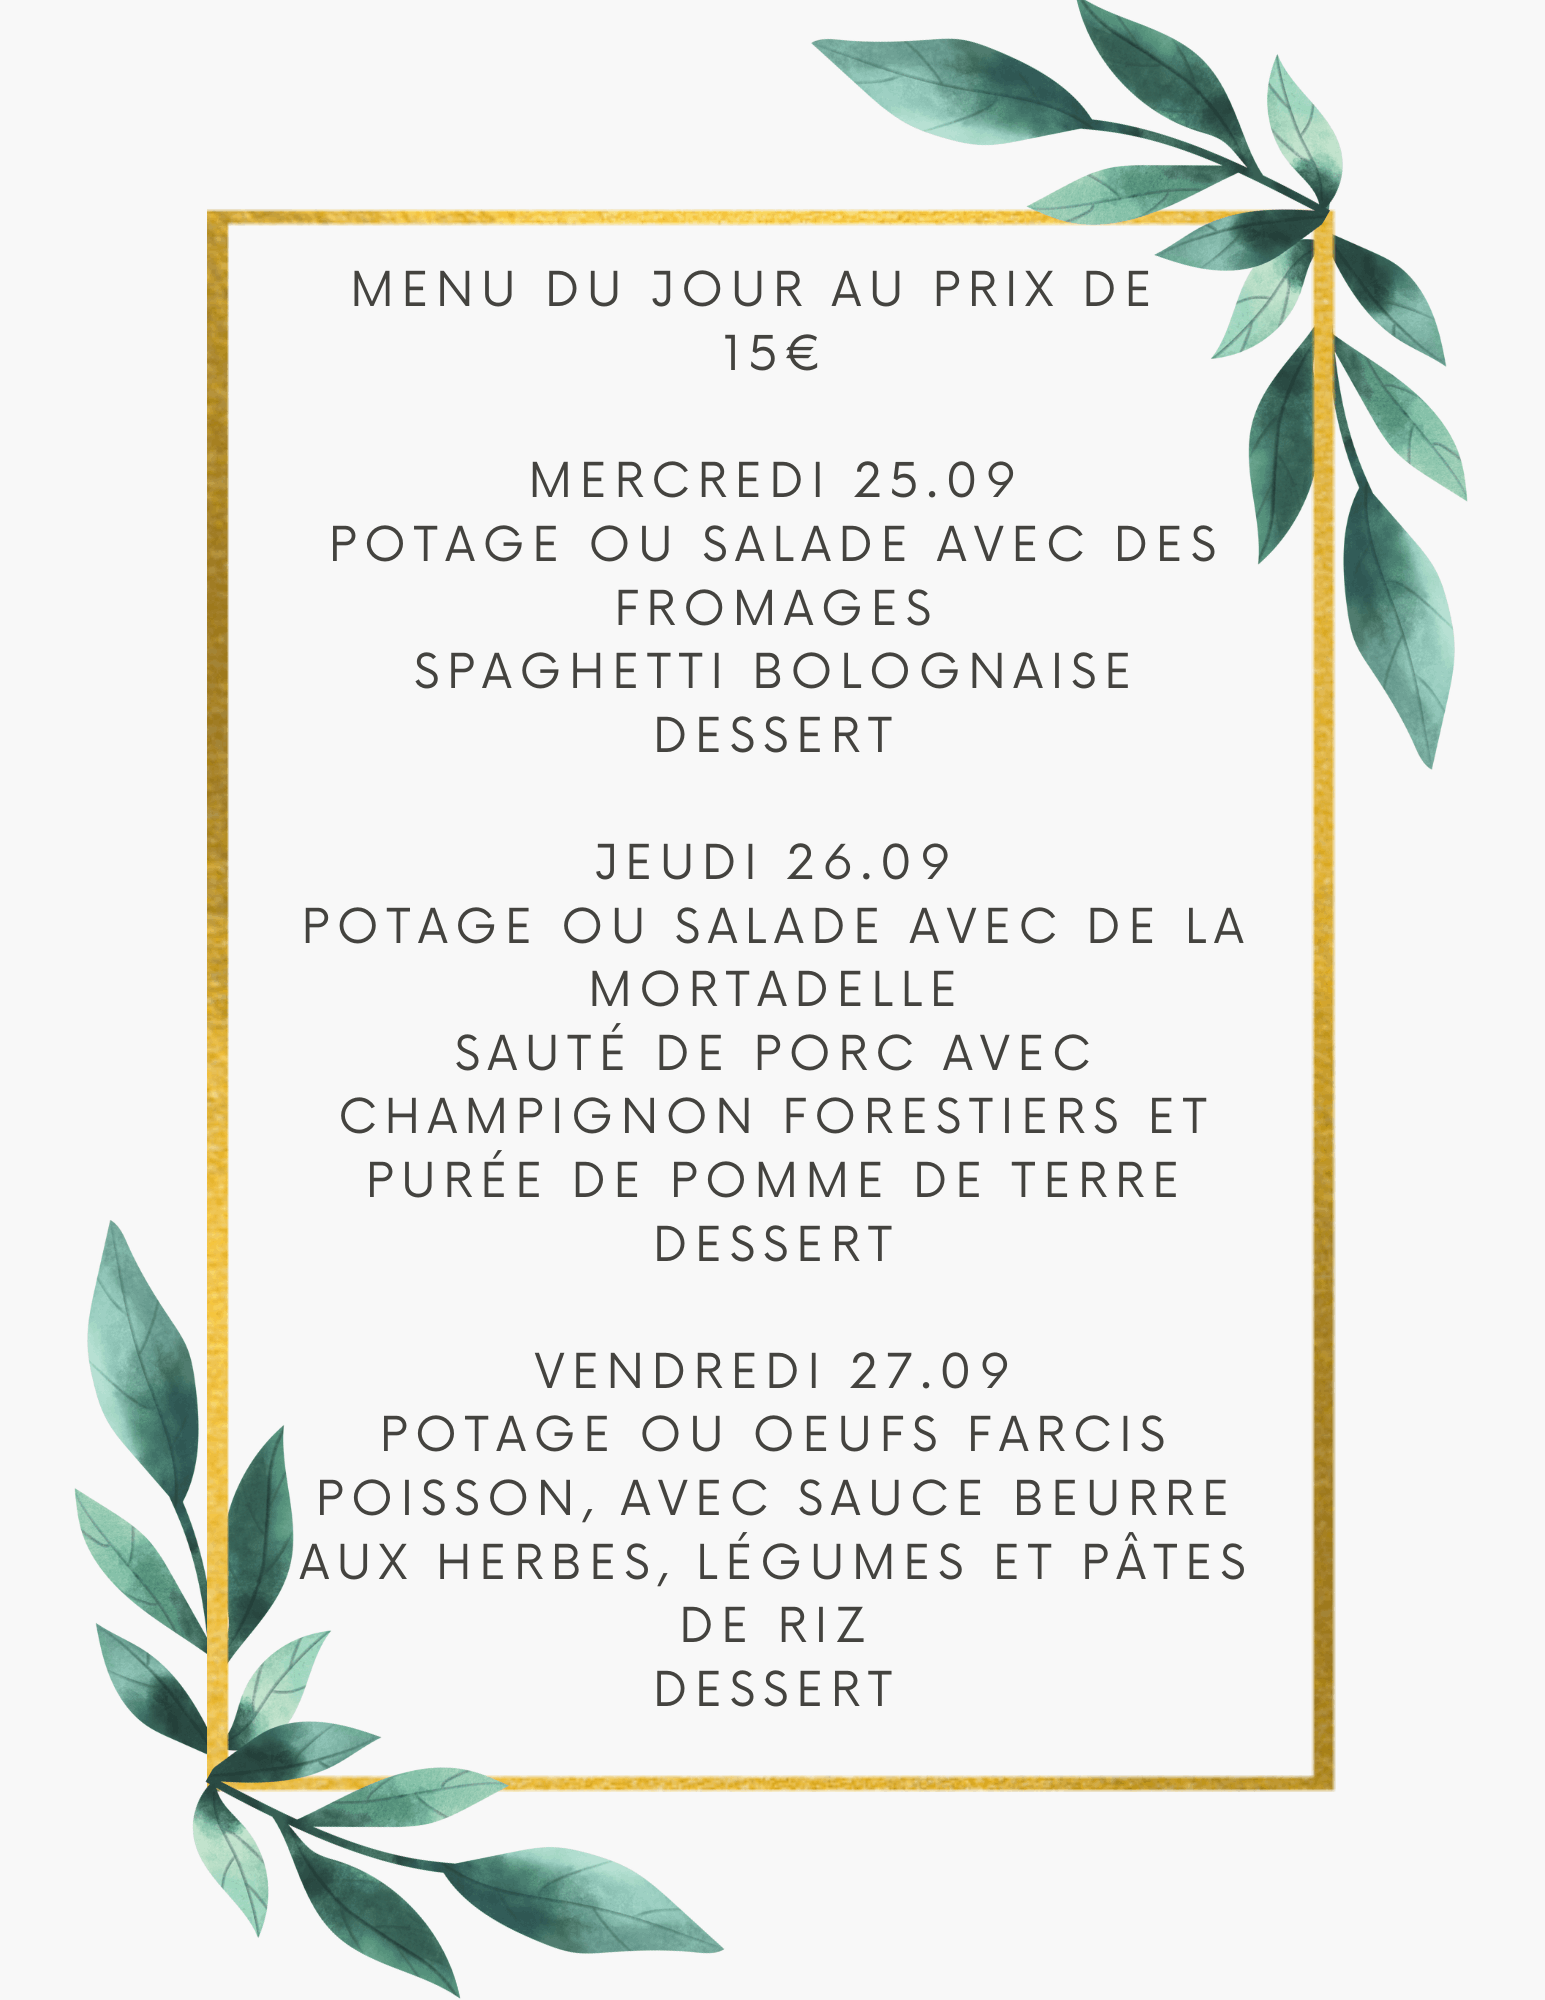 MENU DU JOUR AU PRIX DE
15€
MERCREDI 25.09
POTAGE OU SALADE AVEC DES
FROMAGES
SPAGHETTI BOLOGNAISE
DESSERT
JEUDI 26.09
POTAGE OU SALADE AVEC DE LA
MORTADELLE
SAUTÉ DE PORC AVEC
CHAMPIGNON FORESTIERS ET
PURÉE DE POMME DE TERRE
DESSERT
VENDREDI 27.09
POTAGE OU OEUFS FARCIS
POISSON, AVEC SAUCE BEURRE
AUX HERBES, LÉGUMES ET PÂTES
DE RIZ
DESSERT